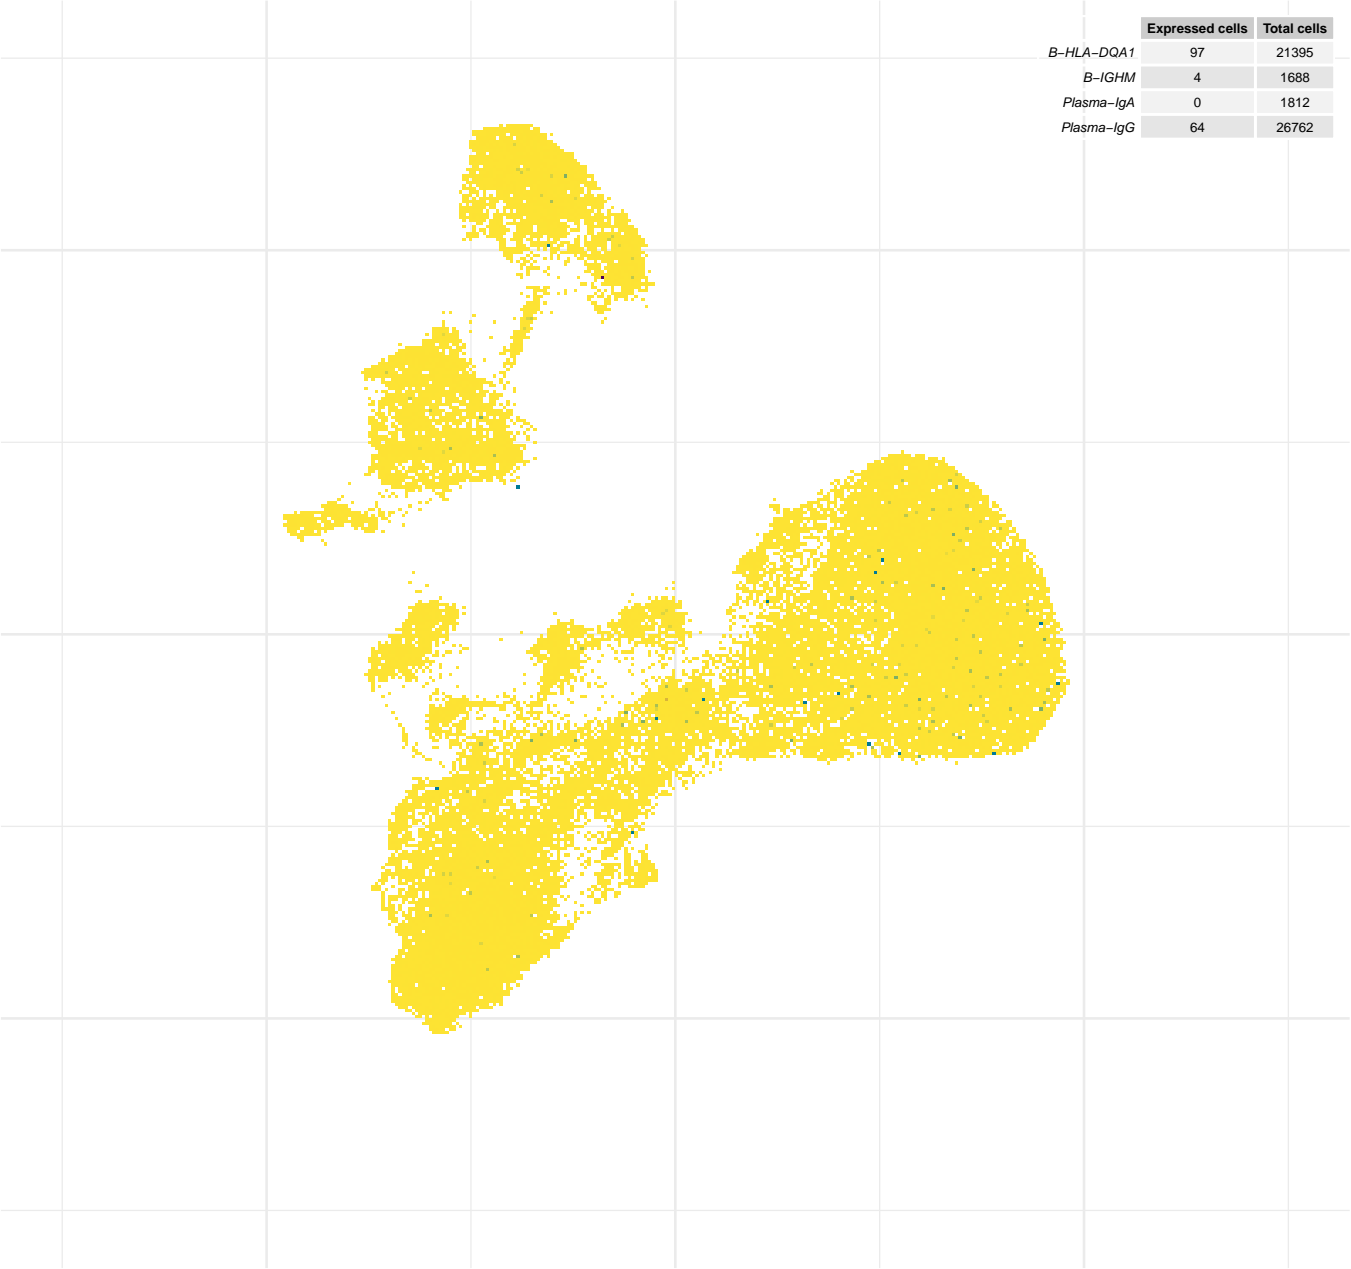 Expressed cells Total cells
B−HLA−DQA1 97 21395
B−IGHM 4 1688
Plasma−IgA 0 1812
Plasma−IgG 64 26762